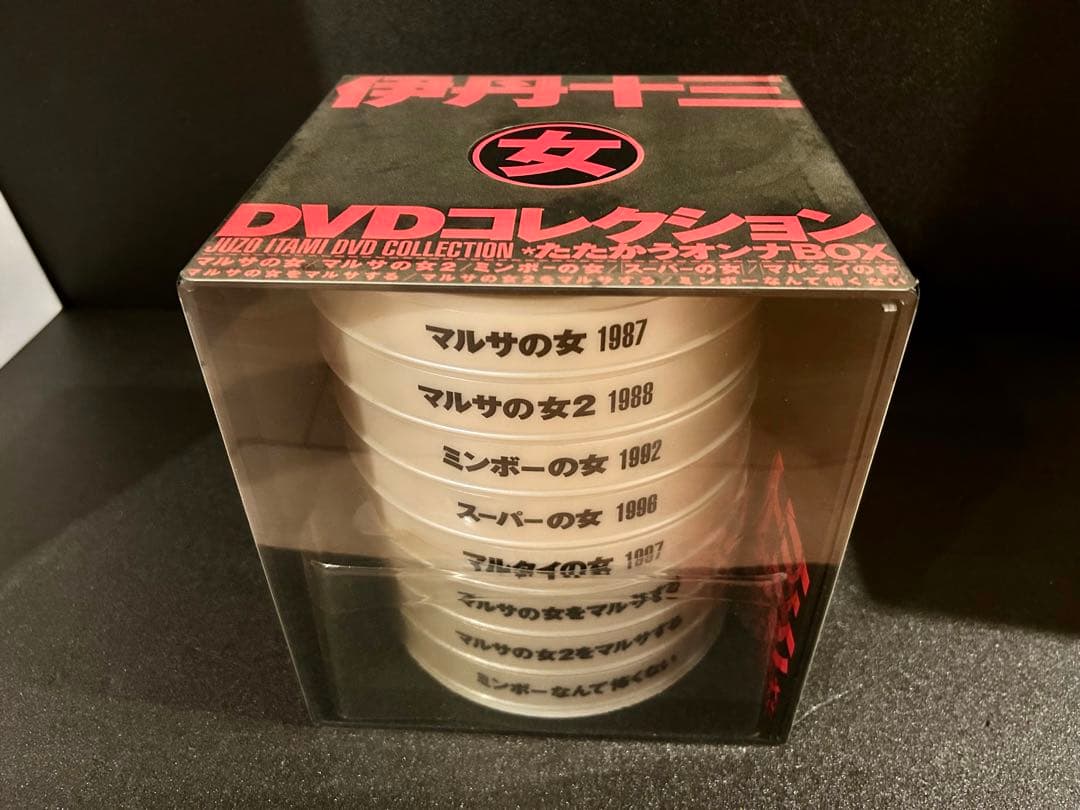 伊丹十三
女
DVDコレクション
JUZO ITAMI DVD COLLECTION *たたかうオンナBOX
マルサの女/マルサの女2/ミンボーの女/スーパーの女/マルタイの女
マルサの女をマルサする/マルサの女2をマルサする/ミンボーなんて怖くない
マルサの女 1987
マルサの女2 1988
ミンボーの女 1992
スーパーの女 1996
マルタイの女 1997
マルサの女をマルサする
マルサの女2をマルサする
ミンボーなんて怖くない